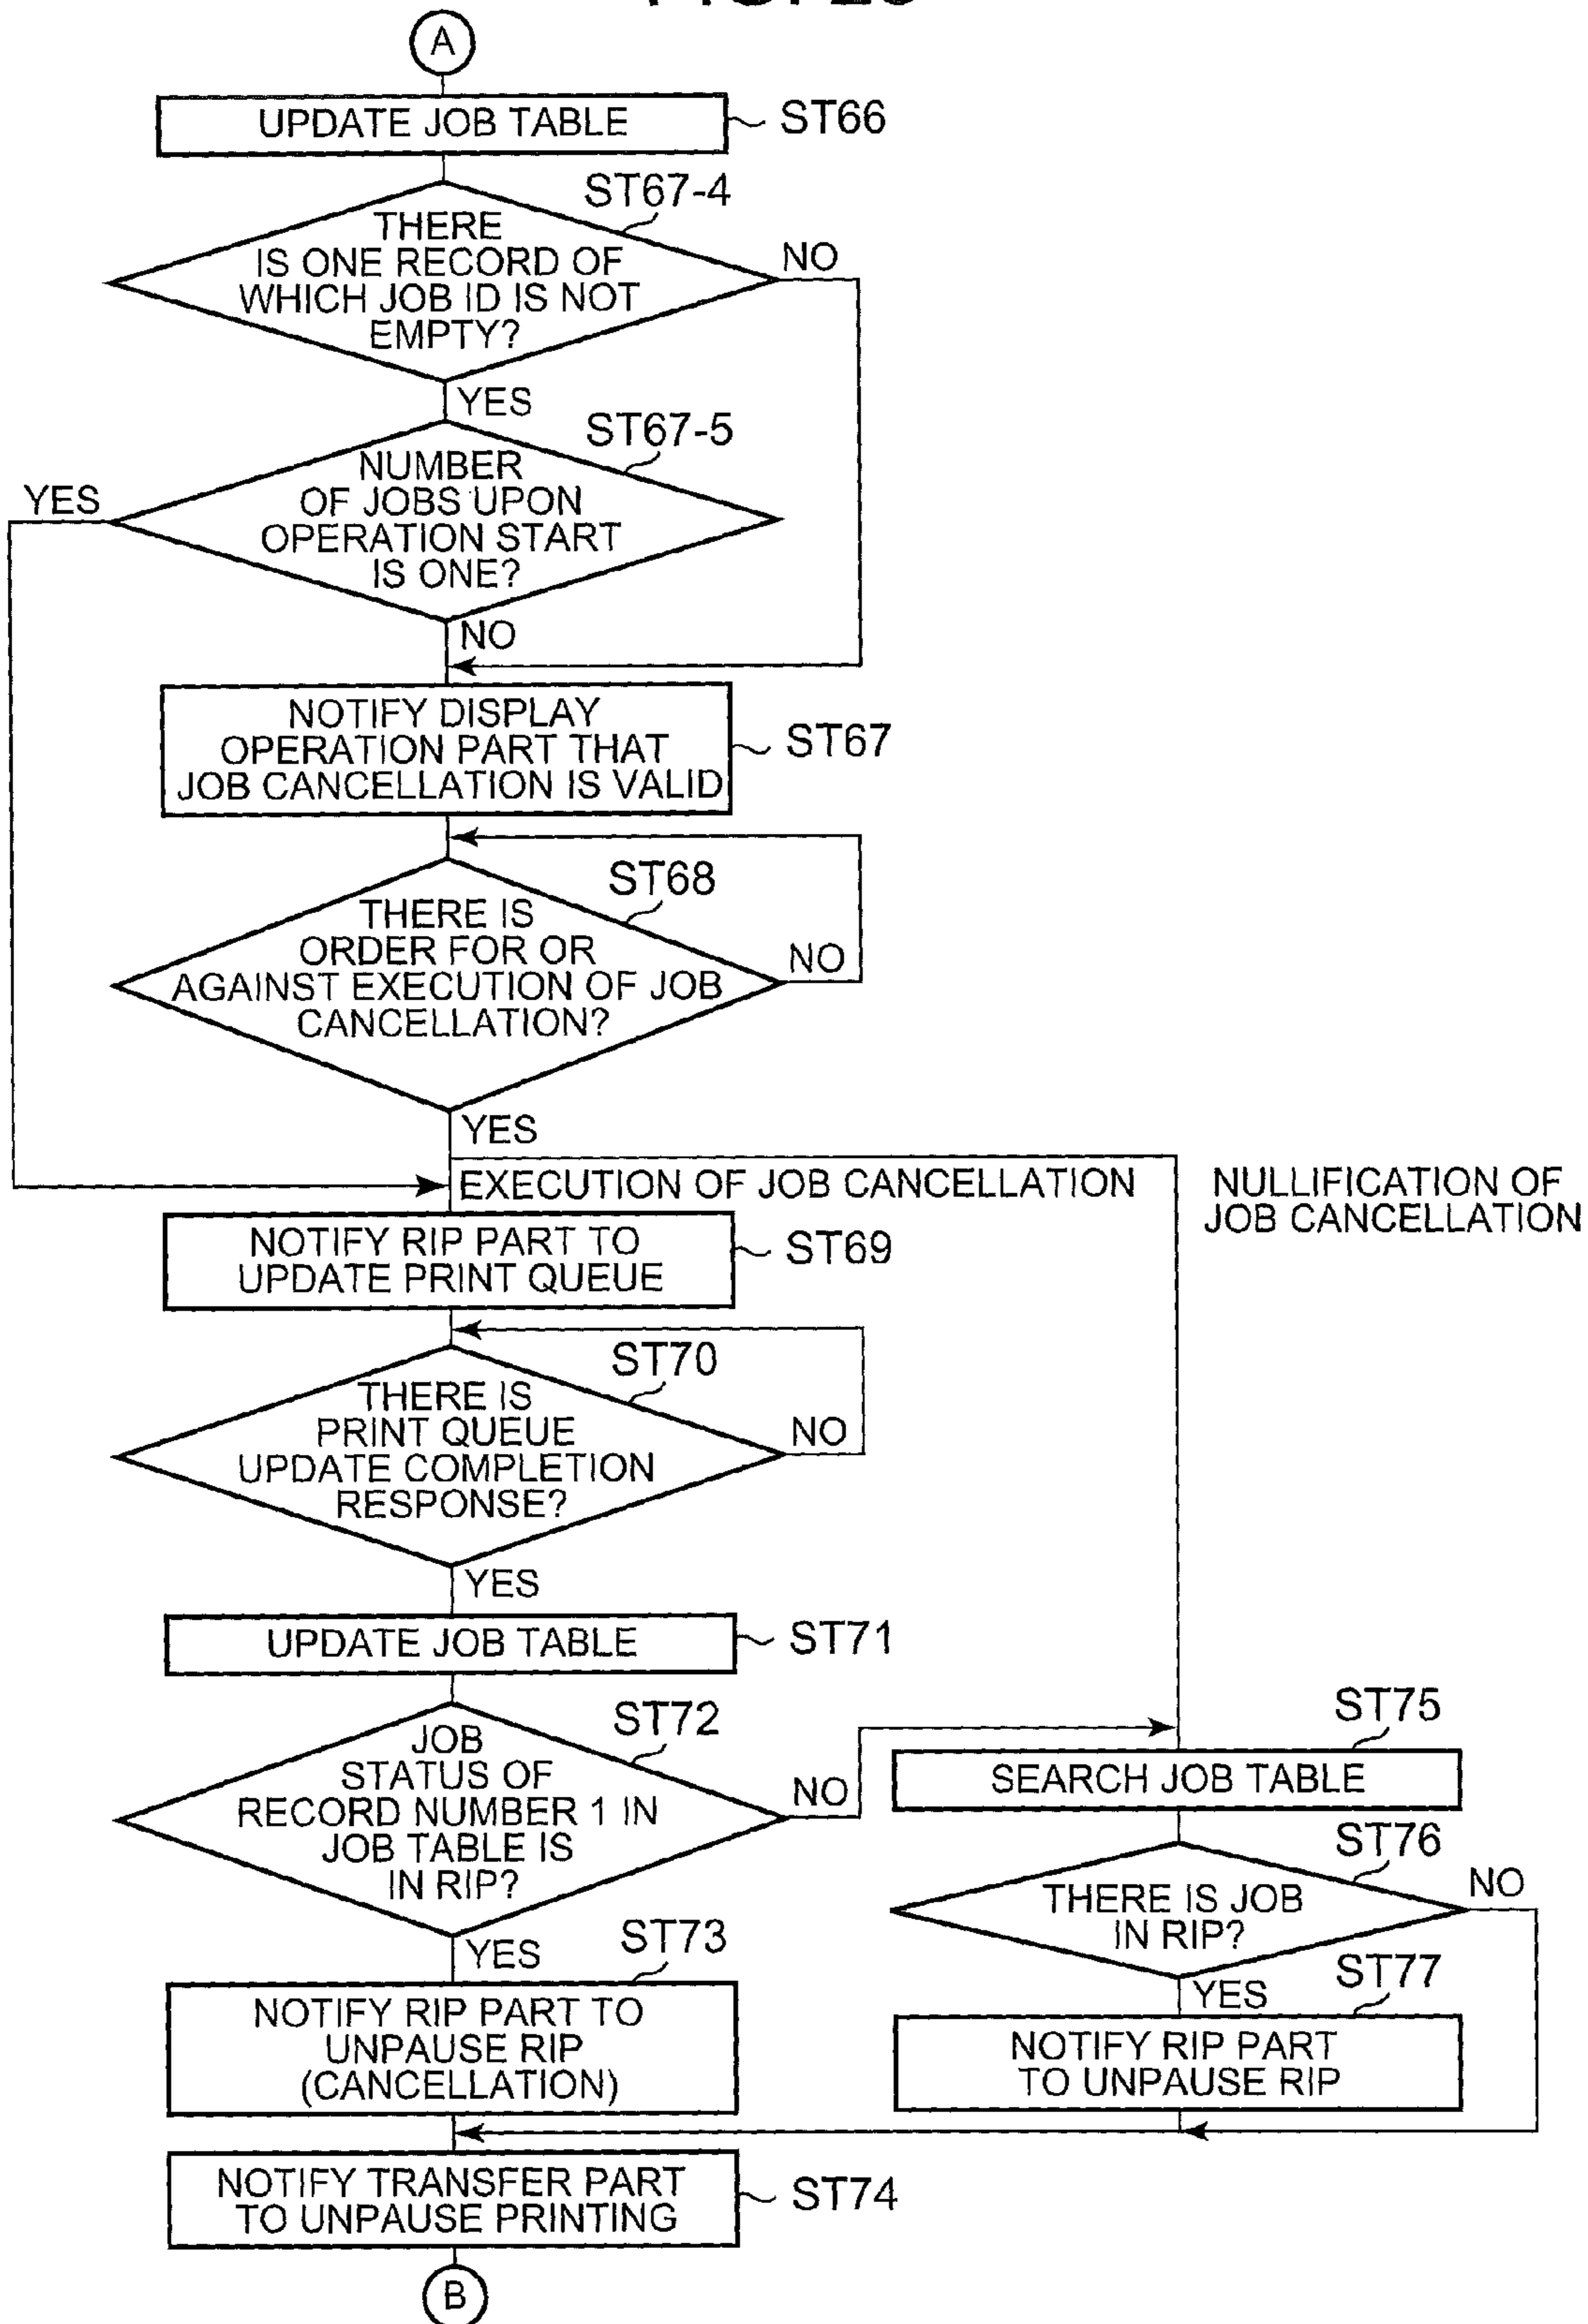 A
UPDATE JOB TABLE
ST66
ST67-4
THERE
IS ONE RECORD OF
WHICH JOB ID IS NOT
EMPTY?
NO
YES
ST67-5
NUMBER
OF JOBS UPON
OPERATION START
IS ONE?
YES
NO
NOTIFY DISPLAY
OPERATION PART THAT
JOB CANCELLATION IS VALID
ST67
ST68
THERE IS
ORDER FOR OR
AGAINST EXECUTION OF JOB
CANCELLATION?
NO
YES
EXECUTION OF JOB CANCELLATION
NULLIFICATION OF
JOB CANCELLATION
NOTIFY RIP PART TO
UPDATE PRINT QUEUE
ST69
ST70
THERE IS
PRINT QUEUE
UPDATE COMPLETION
RESPONSE?
NO
YES
UPDATE JOB TABLE
ST71
ST72
JOB
STATUS OF
RECORD NUMBER 1 IN
JOB TABLE IS
IN RIP?
NO
YES
ST73
NOTIFY RIP PART TO
UNPAUSE RIP
(CANCELLATION)
ST75
SEARCH JOB TABLE
ST76
THERE IS JOB
IN RIP?
NO
YES
ST77
NOTIFY RIP PART
TO UNPAUSE RIP
NOTIFY TRANSFER PART
TO UNPAUSE PRINTING
ST74
B